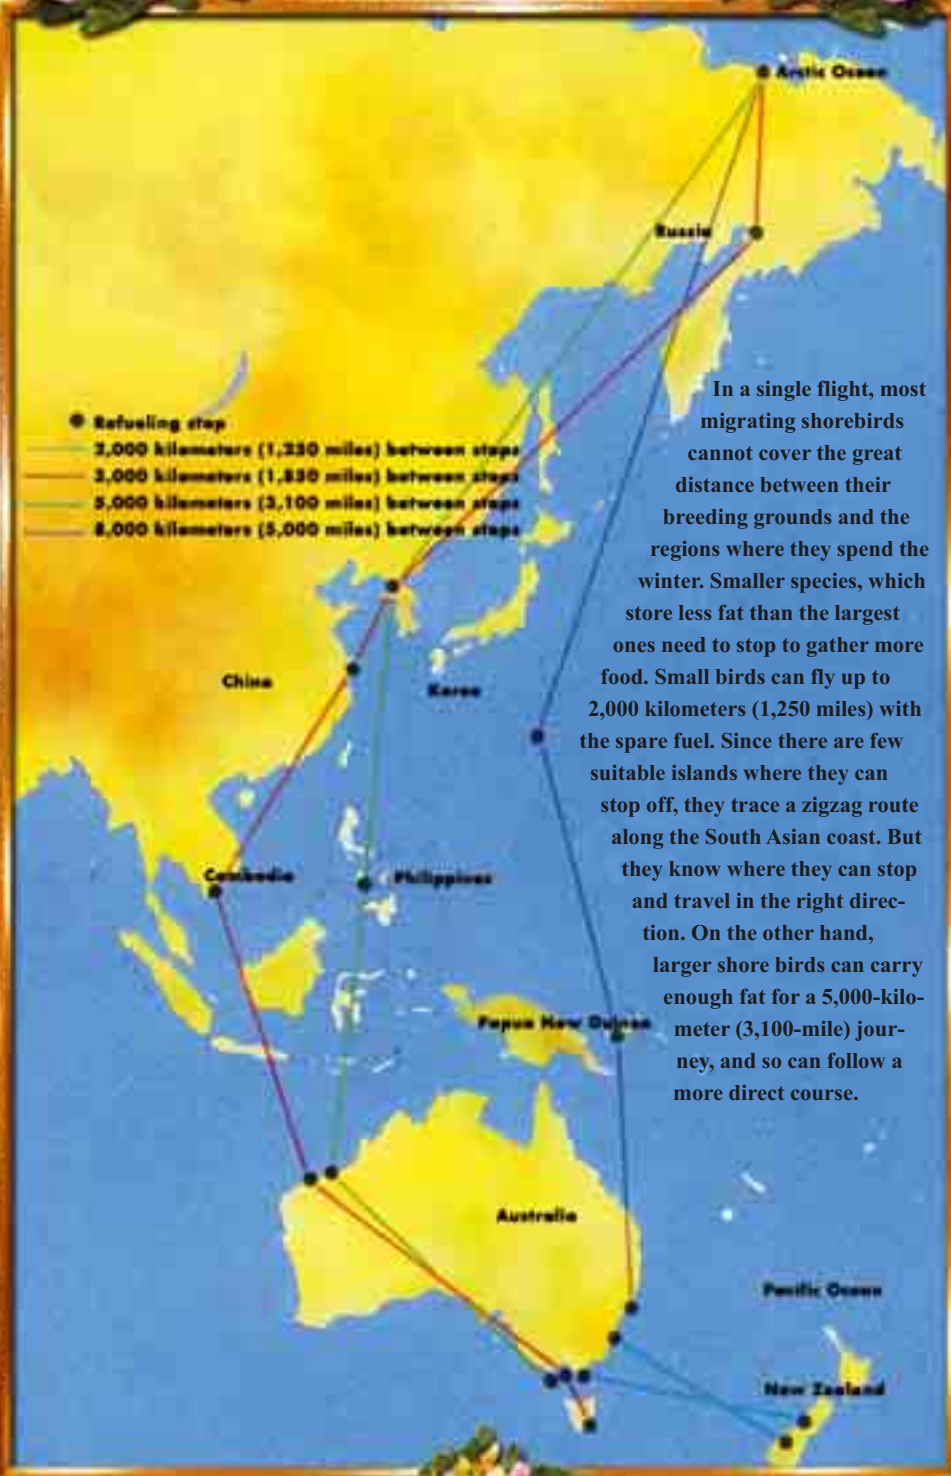 Arctic Ocean
Russia
In a single flight, most
migrating shorebirds
cannot cover the great
distance between their
breeding grounds and the
regions where they spend the
winter. Smaller species, which
store less fat than the largest
ones need to stop to gather more
food. Small birds can fly up to
2,000 kilometers (1,250 miles) with
the spare fuel. Since there are few
suitable islands where they can
stop off, they trace a zigzag route
along the South Asian coast. But
they know where they can stop
and travel in the right direc-
tion. On the other hand,
larger shore birds can carry
enough fat for a 5,000-kilo-
meter (3,100-mile) jour-
ney, and so can follow a
more direct course.
Refueling stop
2,000 kilometers (1,250 miles) between stops
3,000 kilometers (1,850 miles) between stops
5,000 kilometers (3,100 miles) between stops
8,000 kilometers (5,000 miles) between stops
China
Korea
Cambodia
Philippines
Papua New Guinea
Australia
Pacific Ocean
New Zealand